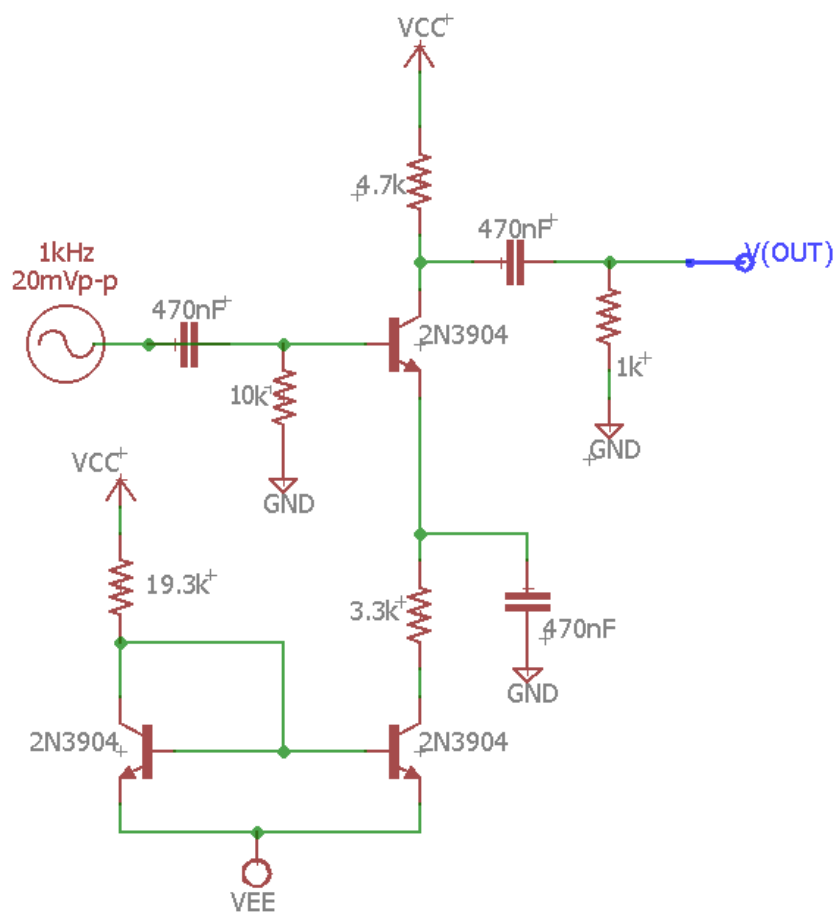 VCC
4.7k
470nF
V(OUT)
1kHz
20mVp-p
470nF
2N3904
10k
1k
GND
GND
VCC
19.3k
3.3k
470nF
GND
2N3904
2N3904
VEE